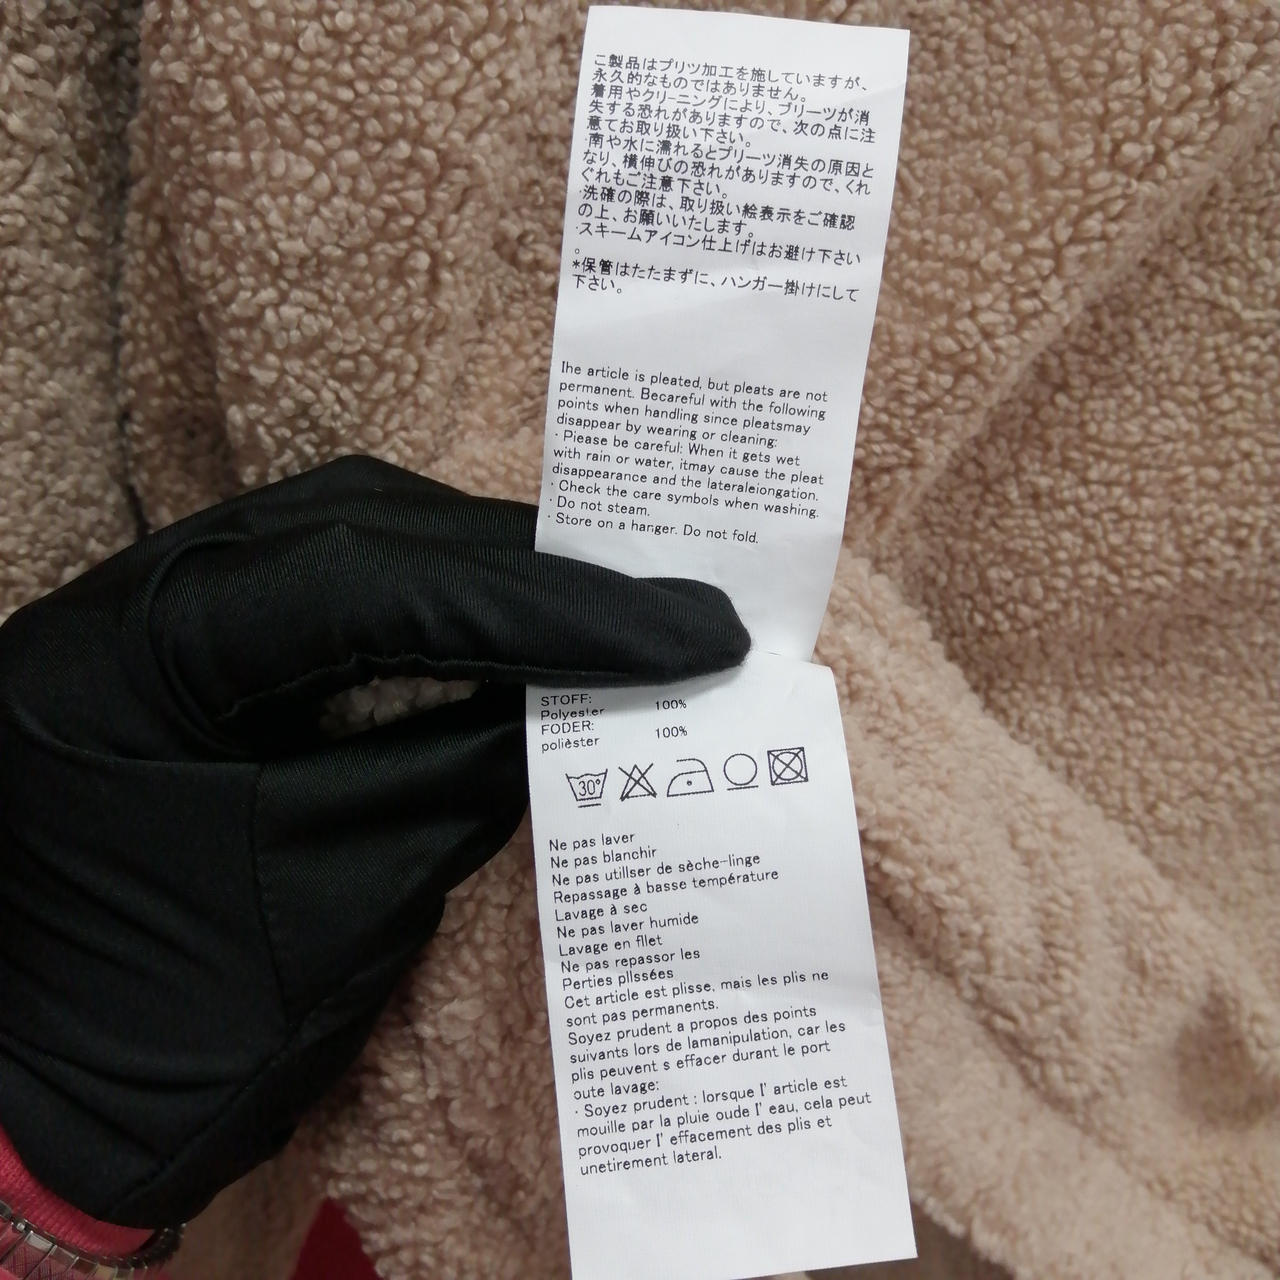 こ製品はプリツ加工を施していますが、
永久的なものではありません。
着用やクリーニングにより、プリーツが消
失する恐れがありますので、次の点に注
意てお取り扱い下さい。
·南や水に濡れるとプリーツ消失の原因と
なり、横伸びの恐れがありますので、くれ
ぐれもご注意下さい。
·洗確の際は、取り扱い絵表示をご確認
の上、お願いいたします。
·スキームアイコン仕上げはお避け下さい
。
*保管はたたまずに、ハンガー掛けにして
下さい。
Ihe article is pleated, but pleats are not
permanent. Becareful with the following
points when handling since pleatsmay
disappear by wearing or cleaning:
· Piease be careful: When it gets wet
with rain or water, itmay cause the pleat
disappearance and the lateraleiongation.
· Check the care symbols when washing.
· Do not steam.
· Store on a hanger. Do not fold.
STOFF:
Polyester 100%
FODER:
polièster 100%
30°
Ne pas laver
Ne pas blanchir
Ne pas utillser de sèche-linge
Repassage à basse température
Lavage à sec
Ne pas laver humide
Lavage en fllet
Ne pas repassor les
Perties pllssées
Cet article est plisse, mais les plis ne
sont pas permanents.
Soyez prudent a propos des points
suivants lors de lamanipulation, car les
plis peuvent s effacer durant le port
oute lavage:
· Soyez prudent : lorsque l' article est
mouille par la pluie oude l' eau, cela peut
provoquer l' effacement des plis et
unetirement lateral.